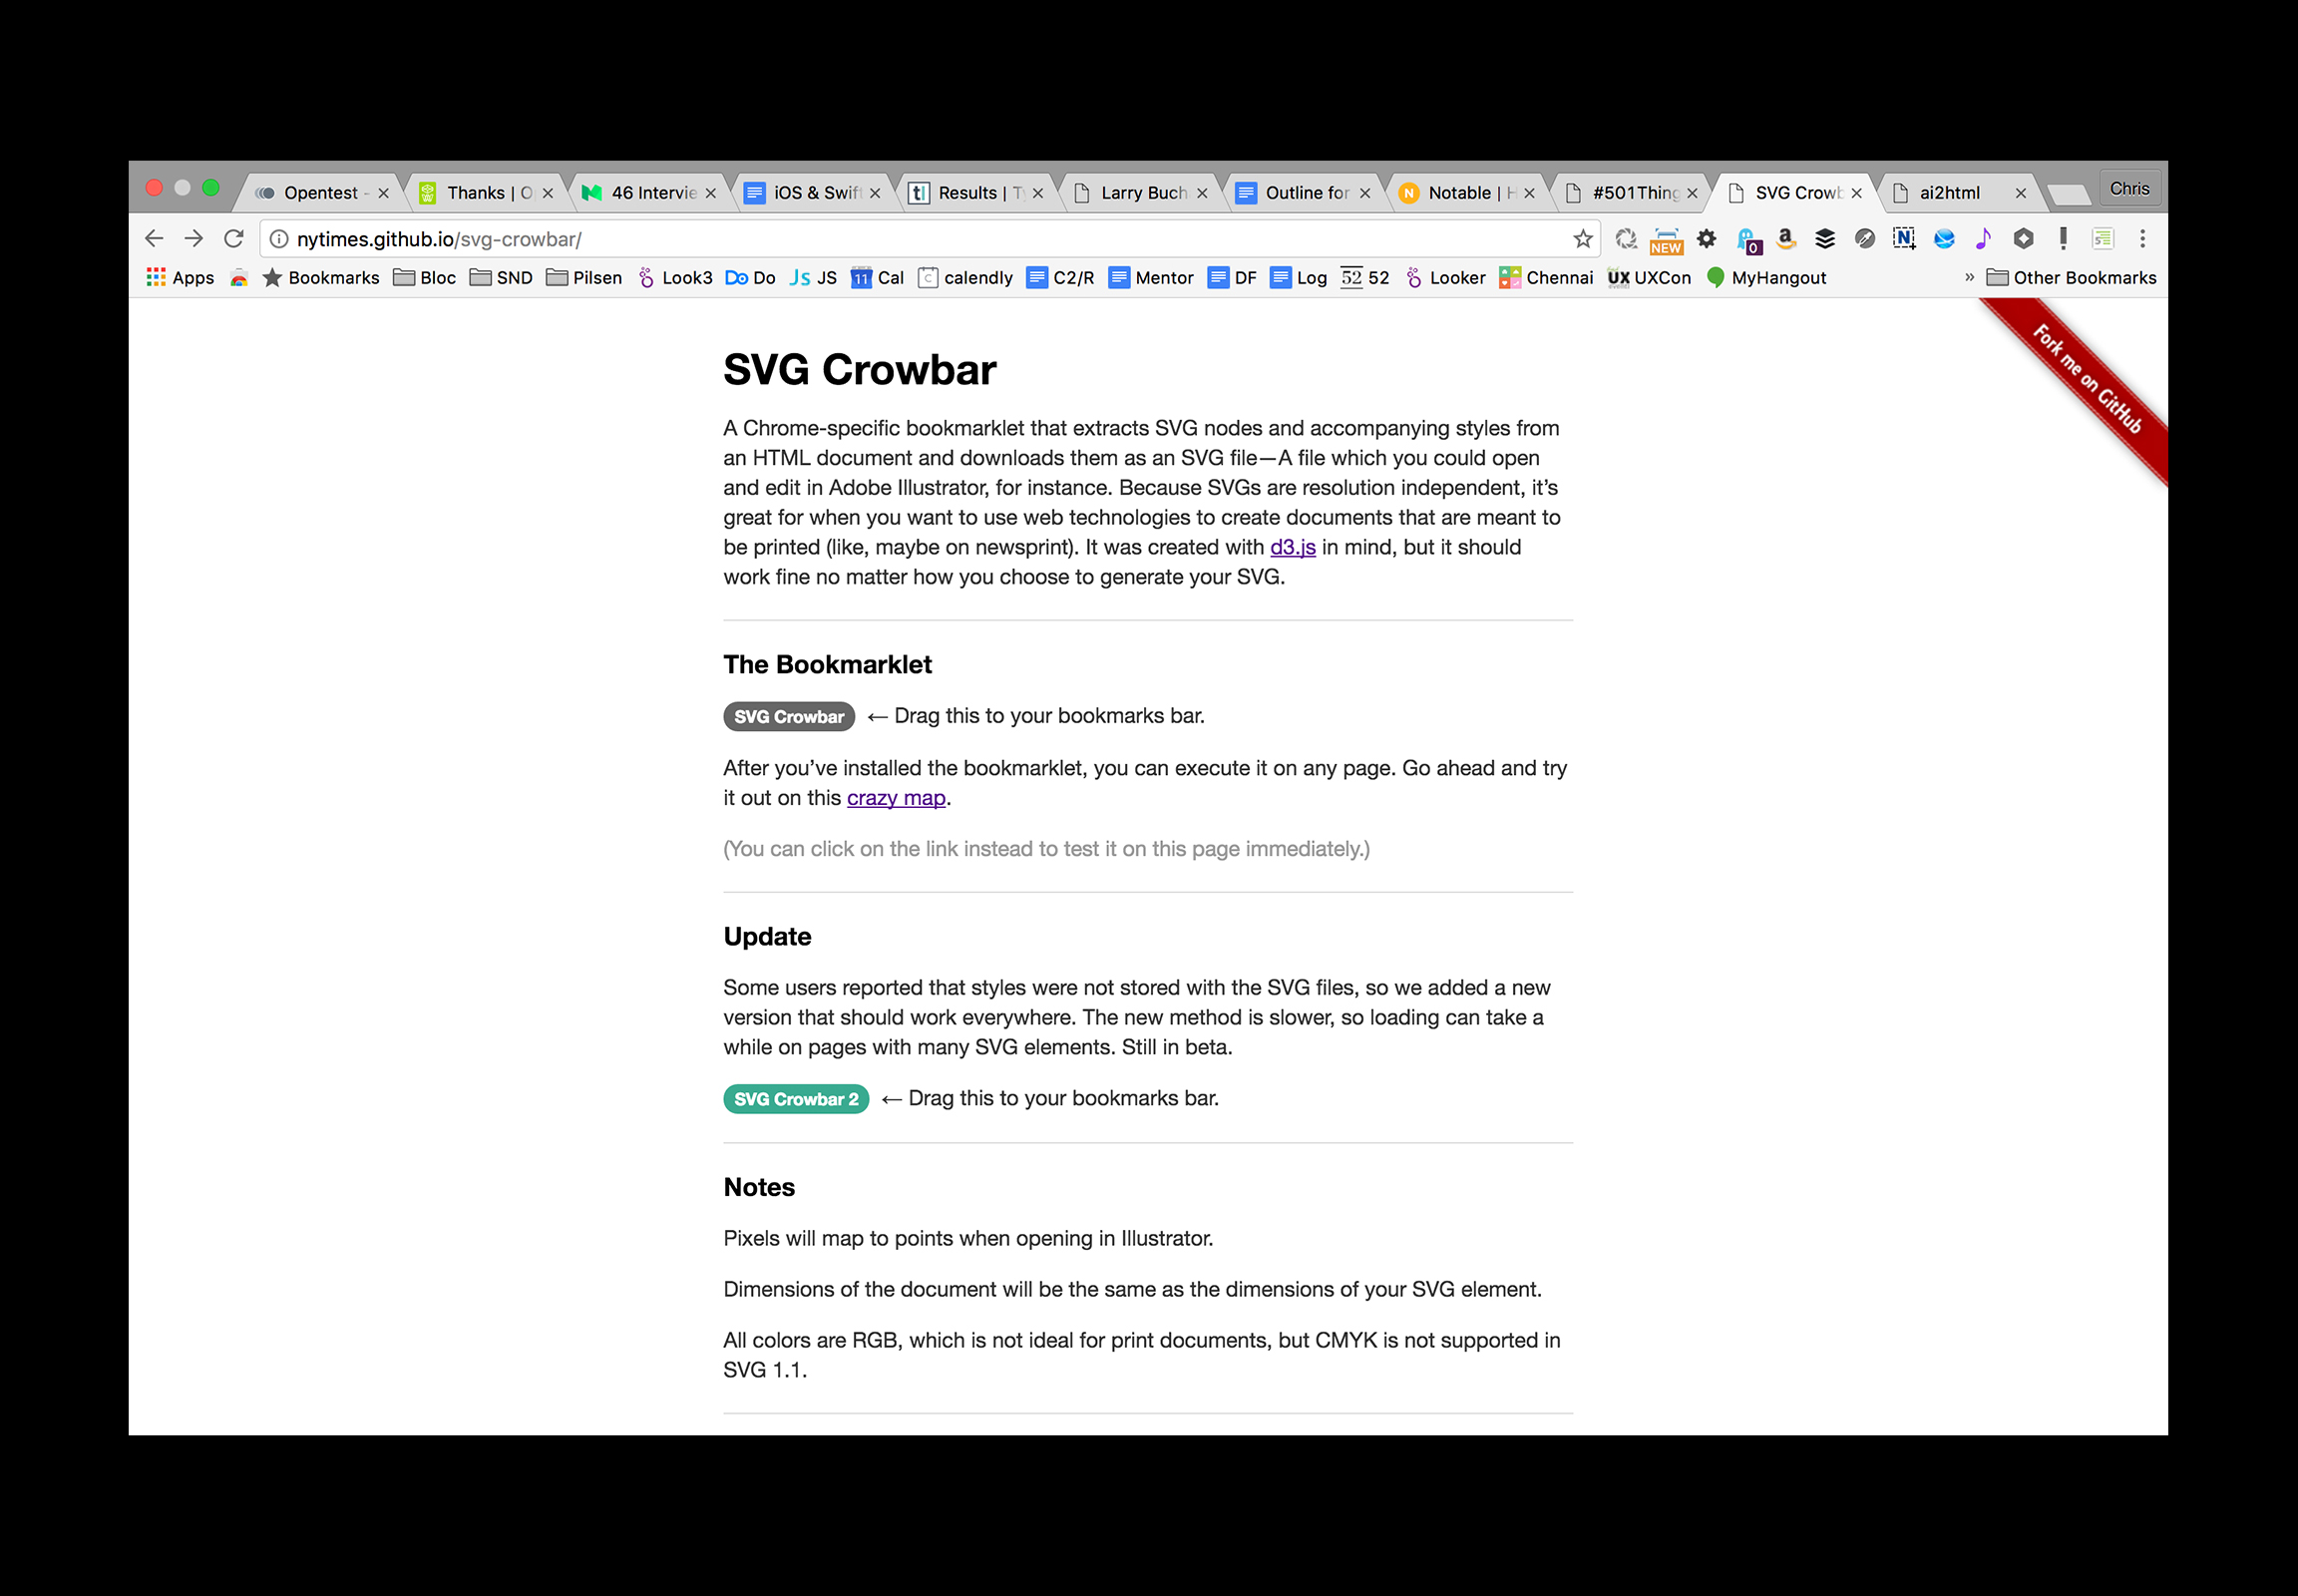 Opentest -
Thanks | O
46 Intervie
iOS & Swift
Results | Ty
Larry Buch
Outline for
Notable | H
#501Thing
SVG Crowb
ai2html
Chris
nytimes.github.io/svg-crowbar/
NEW
0
Apps
Bookmarks
Bloc
SND
Pilsen
Look3
Do Do
JS JS
11 Cal
calendly
C2/R
Mentor
DF
Log
52 52
Looker
Chennai
UX UXCon
MyHangout
» Other Bookmarks
Fork me on GitHub
SVG Crowbar
A Chrome-specific bookmarklet that extracts SVG nodes and accompanying styles from
an HTML document and downloads them as an SVG file—A file which you could open
and edit in Adobe Illustrator, for instance. Because SVGs are resolution independent, it’s
great for when you want to use web technologies to create documents that are meant to
be printed (like, maybe on newsprint). It was created with d3.js in mind, but it should
work fine no matter how you choose to generate your SVG.
The Bookmarklet
SVG Crowbar ← Drag this to your bookmarks bar.
After you’ve installed the bookmarklet, you can execute it on any page. Go ahead and try
it out on this crazy map.
(You can click on the link instead to test it on this page immediately.)
Update
Some users reported that styles were not stored with the SVG files, so we added a new
version that should work everywhere. The new method is slower, so loading can take a
while on pages with many SVG elements. Still in beta.
SVG Crowbar 2 ← Drag this to your bookmarks bar.
Notes
Pixels will map to points when opening in Illustrator.
Dimensions of the document will be the same as the dimensions of your SVG element.
All colors are RGB, which is not ideal for print documents, but CMYK is not supported in
SVG 1.1.